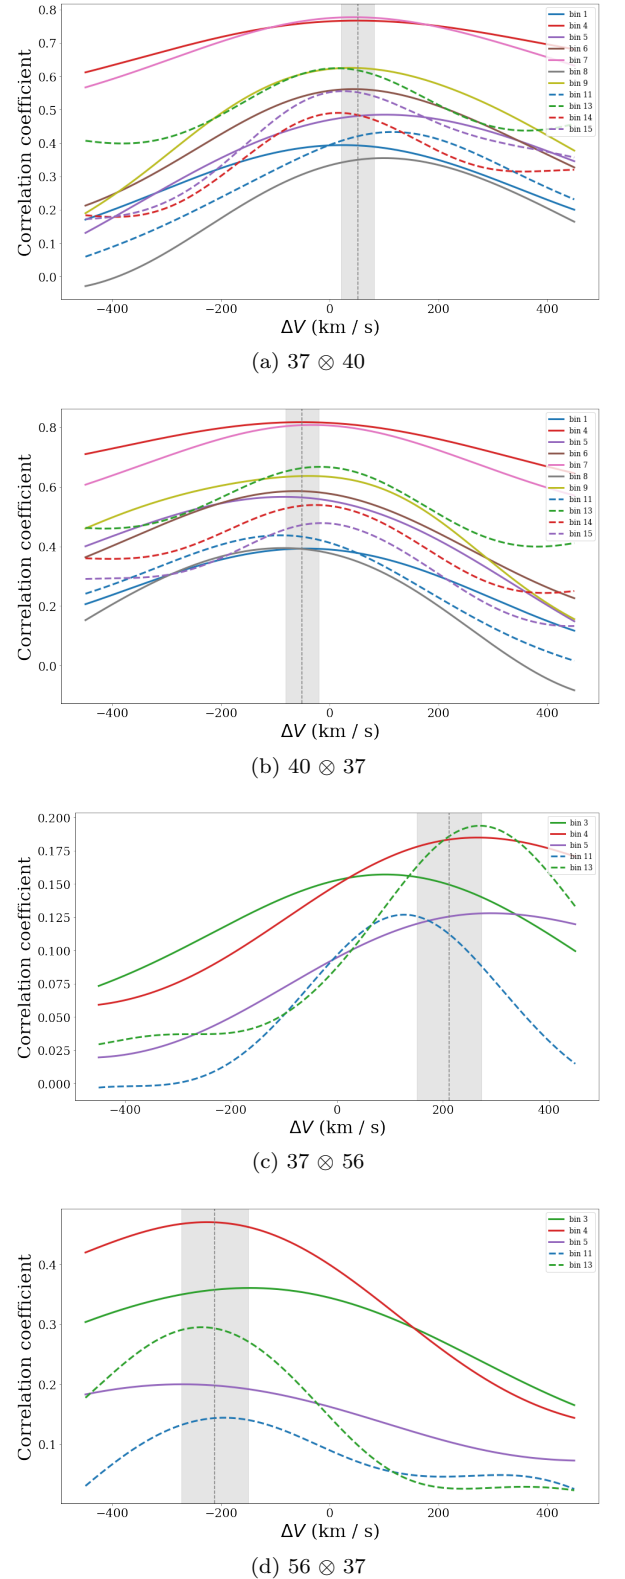 0.8
0.7
0.6
0.5
0.4
0.3
0.2
0.1
0.0
Correlation coefficient
bin 1
bin 4
bin 5
bin 6
bin 7
bin 8
bin 9
bin 11
bin 13
bin 14
bin 15
−400 −200 0 200 400
ΔV (km / s)
(a) 37 ⊗ 40
0.8
0.6
0.4
0.2
0.0
Correlation coefficient
bin 1
bin 4
bin 5
bin 6
bin 7
bin 8
bin 9
bin 11
bin 13
bin 14
bin 15
−400 −200 0 200 400
ΔV (km / s)
(b) 40 ⊗ 37
0.200
0.175
0.150
0.125
0.100
0.075
0.050
0.025
0.000
Correlation coefficient
bin 3
bin 4
bin 5
bin 11
bin 13
−400 −200 0 200 400
ΔV (km / s)
(c) 37 ⊗ 56
0.4
0.3
0.2
0.1
Correlation coefficient
bin 3
bin 4
bin 5
bin 11
bin 13
−400 −200 0 200 400
ΔV (km / s)
(d) 56 ⊗ 37